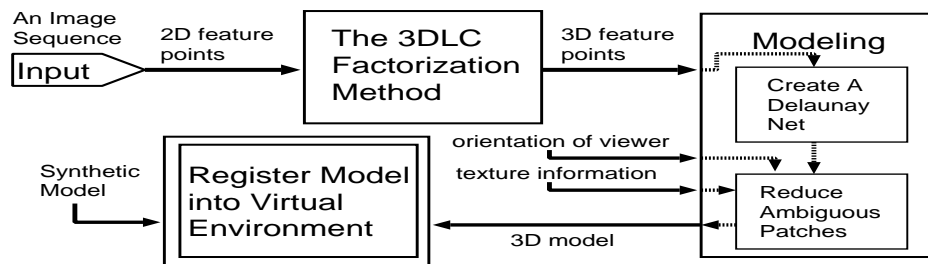 An Image
Sequence
Input
2D feature
points
The 3DLC
Factorization
Method
3D feature
points
Modeling
Create A
Delaunay
Net
orientation of viewer
texture information
Reduce
Ambiguous
Patches
Synthetic
Model
Register Model
into Virtual
Environment
3D model